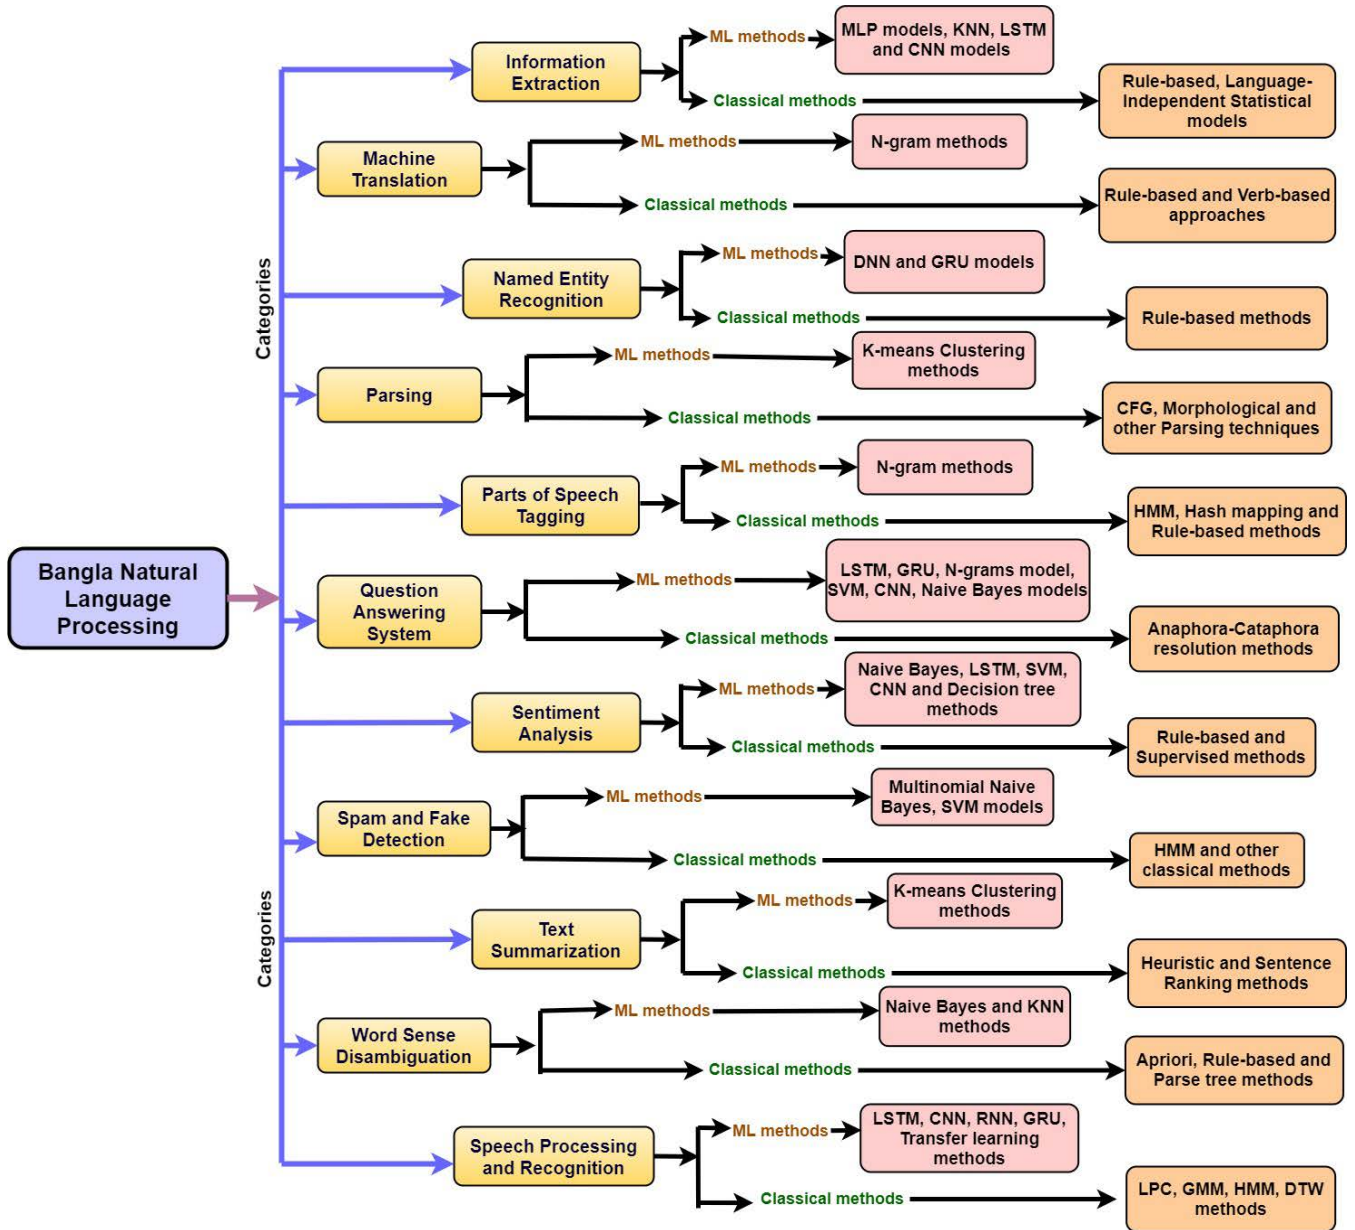 Bangla Natural
Language
Processing
Categories
Categories
Information
Extraction
ML methods
MLP models, KNN, LSTM
and CNN models
Classical methods
Rule-based, Language-
Independent Statistical
models
Machine
Translation
ML methods
N-gram methods
Classical methods
Rule-based and Verb-based
approaches
Named Entity
Recognition
ML methods
DNN and GRU models
Classical methods
Rule-based methods
Parsing
ML methods
K-means Clustering
methods
Classical methods
CFG, Morphological and
other Parsing techniques
Parts of Speech
Tagging
ML methods
N-gram methods
Classical methods
HMM, Hash mapping and
Rule-based methods
Question
Answering
System
ML methods
LSTM, GRU, N-grams model,
SVM, CNN, Naive Bayes models
Classical methods
Anaphora-Cataphora
resolution methods
Sentiment
Analysis
ML methods
Naive Bayes, LSTM, SVM,
CNN and Decision tree
methods
Classical methods
Rule-based and
Supervised methods
Spam and Fake
Detection
ML methods
Multinomial Naive
Bayes, SVM models
Classical methods
HMM and other
classical methods
Text
Summarization
ML methods
K-means Clustering
methods
Classical methods
Heuristic and Sentence
Ranking methods
Word Sense
Disambiguation
ML methods
Naive Bayes and KNN
methods
Classical methods
Apriori, Rule-based and
Parse tree methods
Speech Processing
and Recognition
ML methods
LSTM, CNN, RNN, GRU,
Transfer learning
methods
Classical methods
LPC, GMM, HMM, DTW
methods